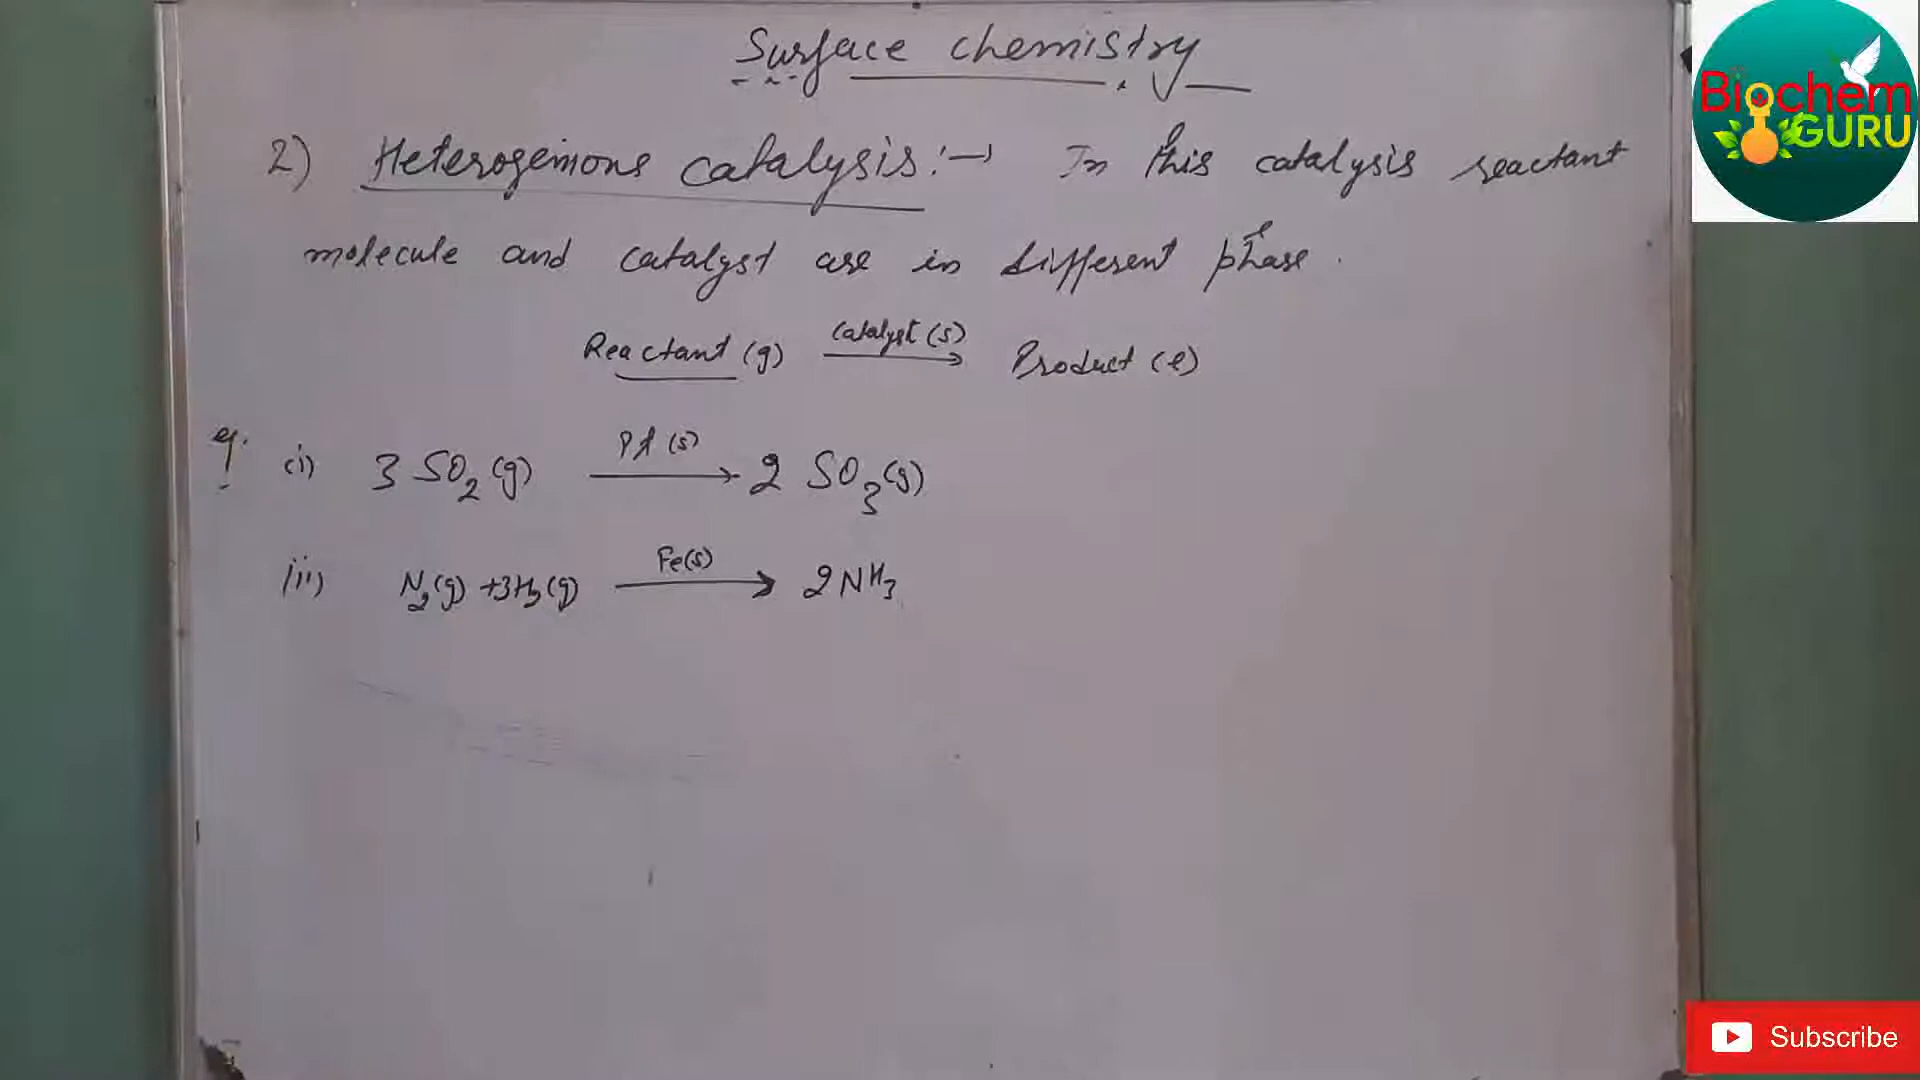 Surface chemistry
Biochem
GURU
2) Heterogeinous catalysis:→ In this catalysis reactant
molecule and catalyst are in different phase.
Reactant (g) Catalyst (s) → Product (l)
eg. (i) 3 SO2 (g) Pt (s) → 2 SO3 (g)
(ii) N2(g) +3H2(g) Fe(s) → 2NH3
Subscribe